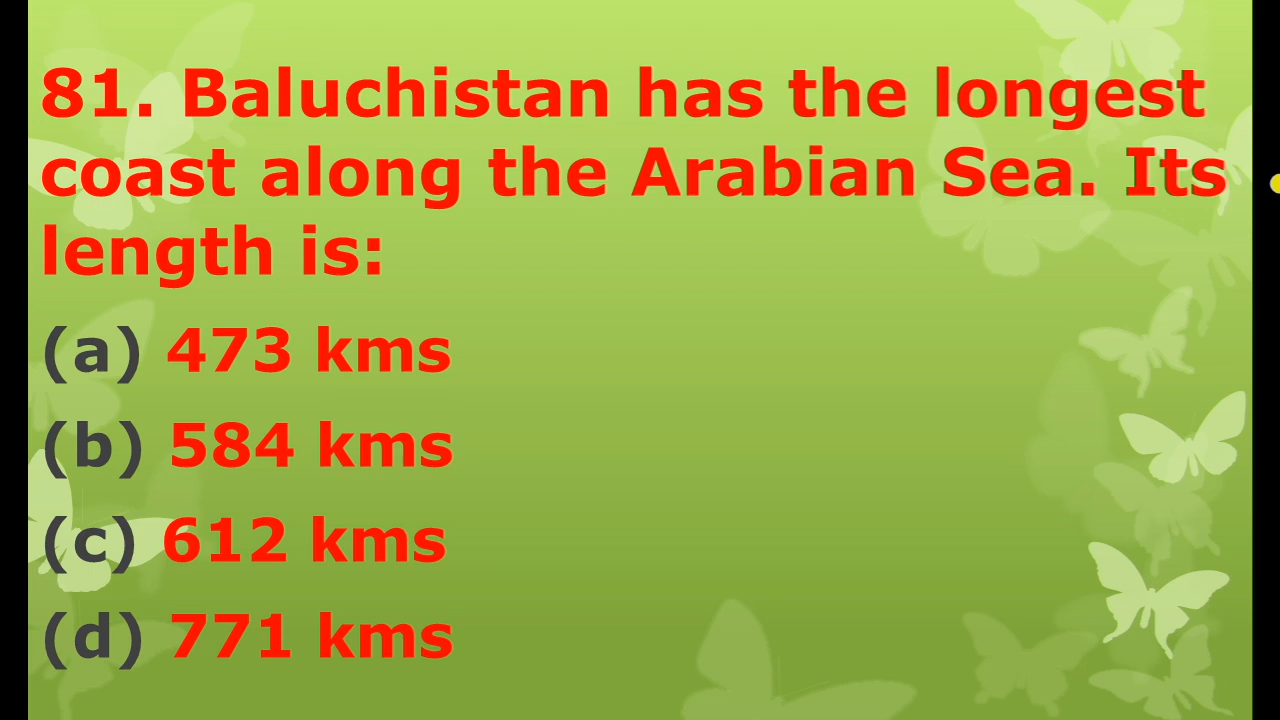 81. Baluchistan has the longest
coast along the Arabian Sea. Its
length is:
(a) 473 kms
(b) 584 kms
(c) 612 kms
(d) 771 kms